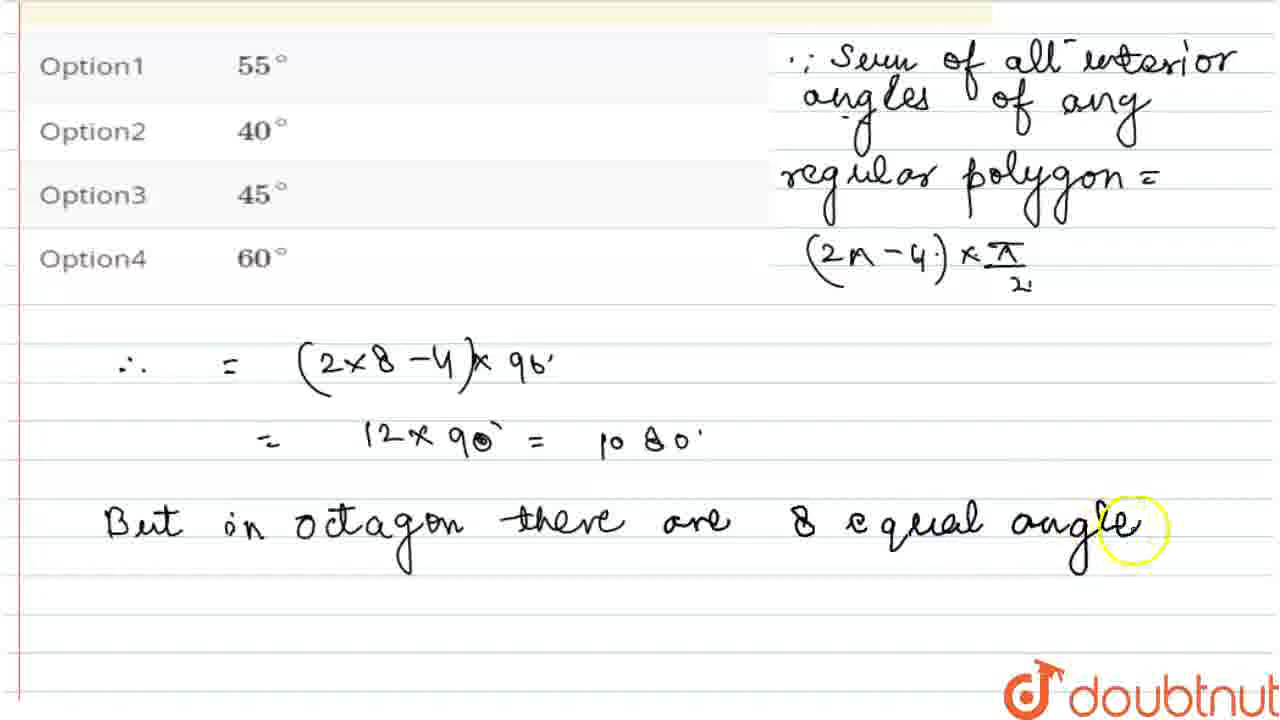 Option1 55°
Option2 40°
Option3 45°
Option4 60°
∵ Sum of all interior
angles of any
regular polygon =
(2n - 4) × π/2
∴ = (2×8 - 4) × 90°
= 12 × 90° = 1080°
But in octagon there are 8 equal angle
doubtnut